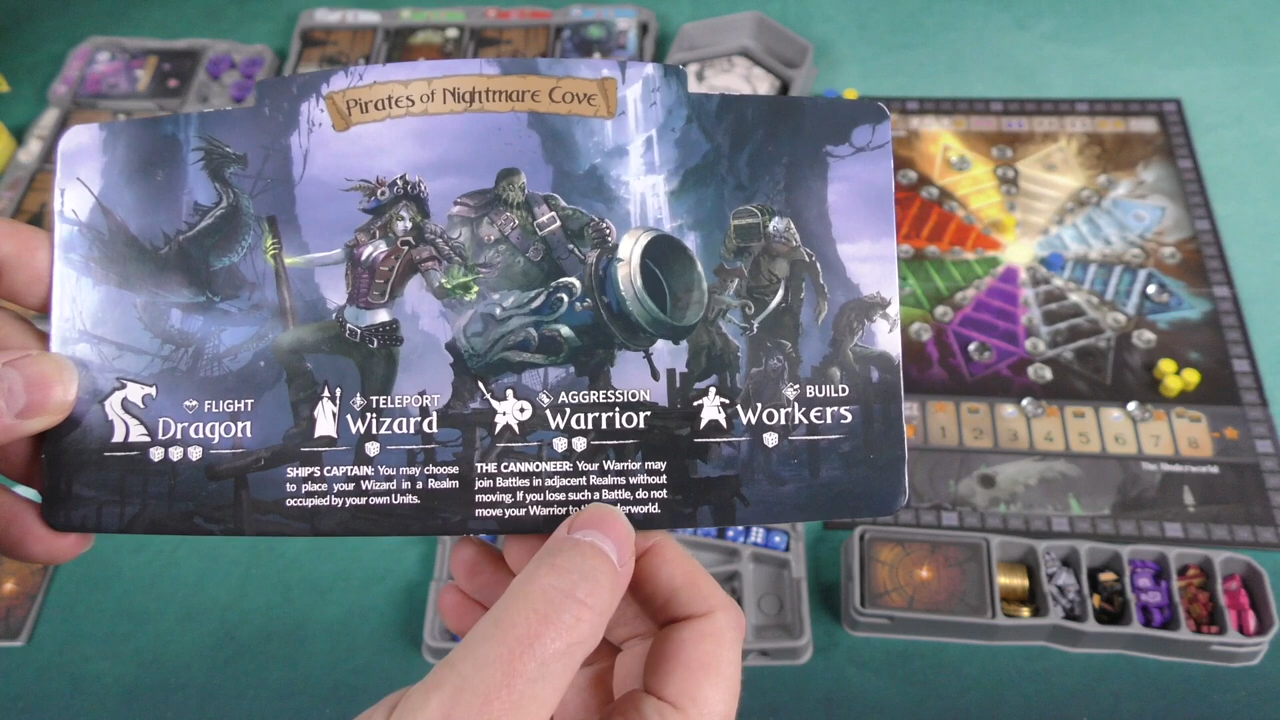 Pirates of Nightmare Cove
FLIGHT
Dragon
TELEPORT
Wizard
AGGRESSION
Warrior
BUILD
Workers
SHIP'S CAPTAIN: You may choose
to place your Wizard in a Realm
occupied by your own Units.
THE CANNONEER: Your Warrior may
join Battles in adjacent Realms without
moving. If you lose such a Battle, do not
move your Warrior to
1 2 3 4 5 6 7 8
The Underworld